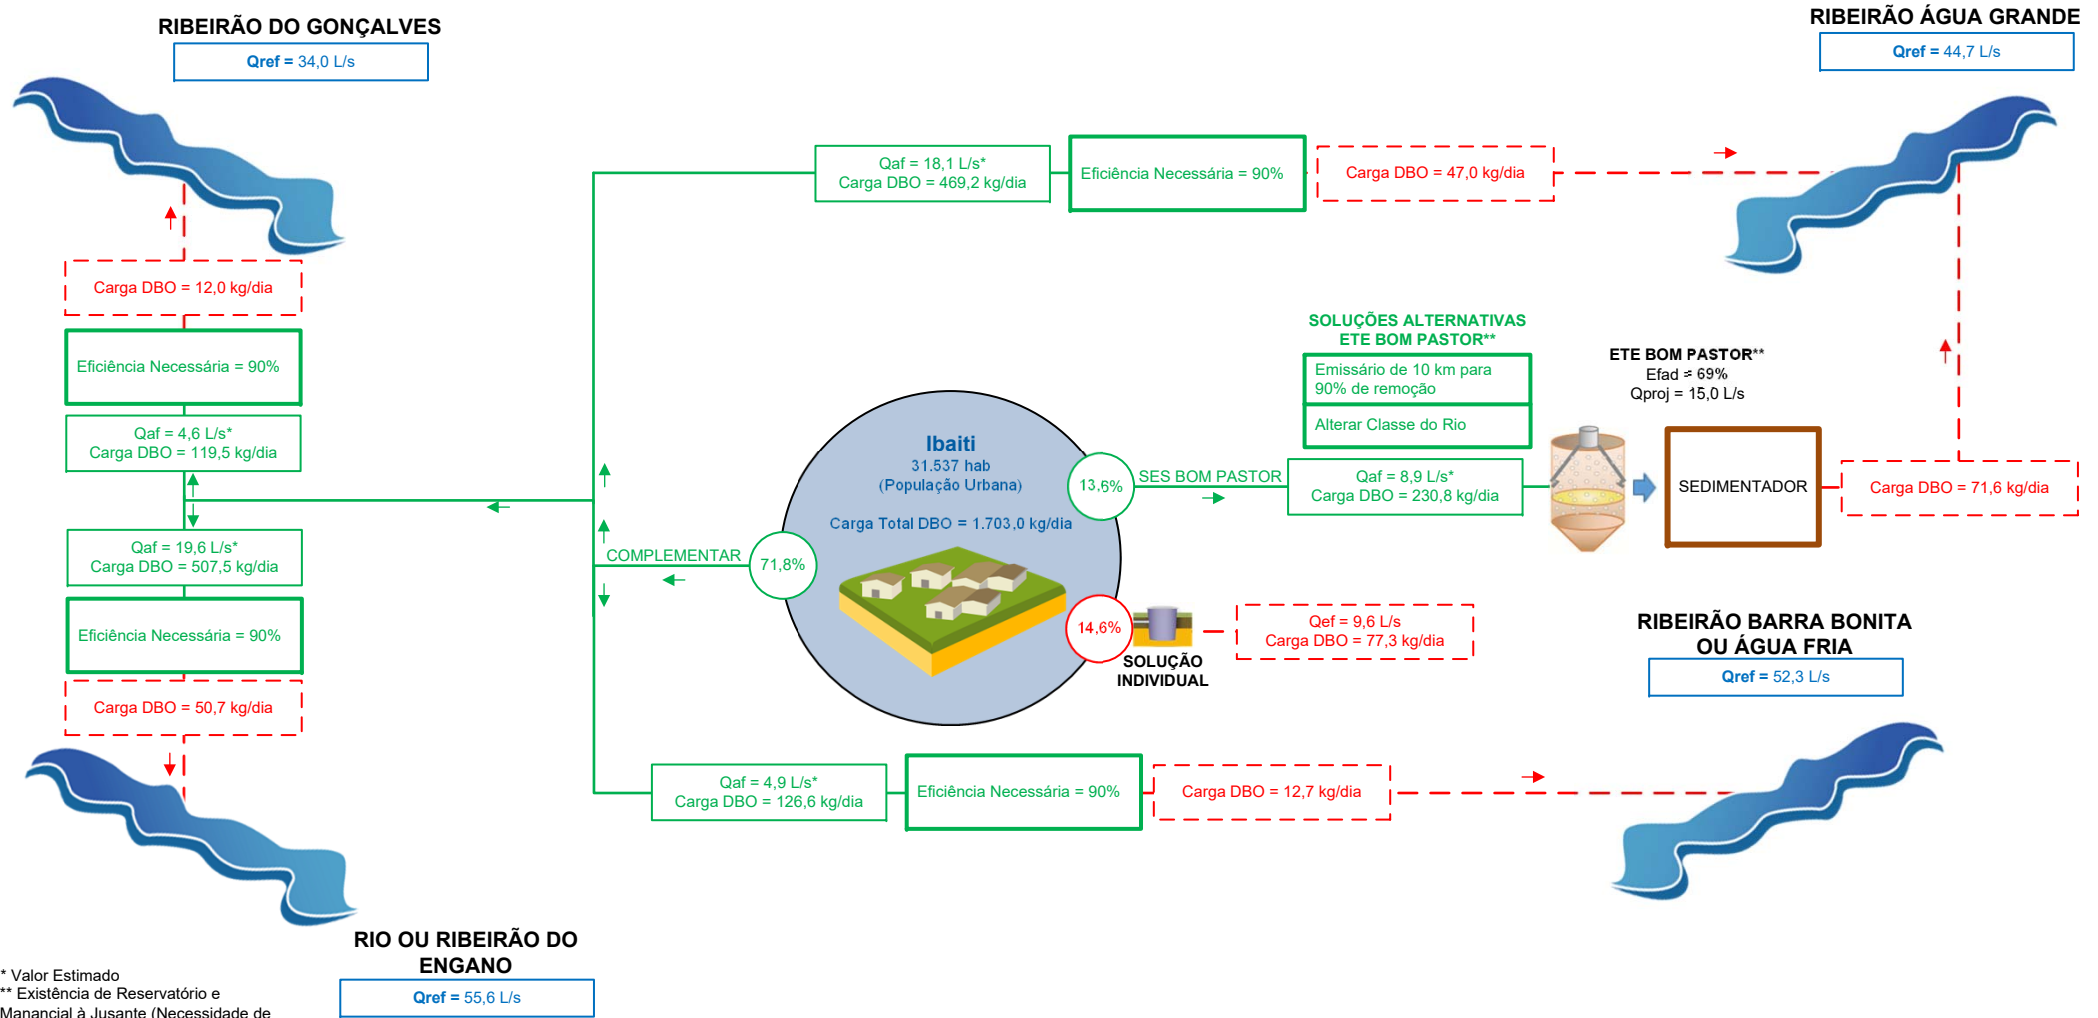 RIBEIRÃO DO GONÇALVES
Qref = 34,0 L/s
RIBEIRÃO ÁGUA GRANDE
Qref = 44,7 L/s
Qaf = 18,1 L/s*
Carga DBO = 469,2 kg/dia
Eficiência Necessária = 90%
Carga DBO = 47,0 kg/dia
Carga DBO = 12,0 kg/dia
Eficiência Necessária = 90%
Qaf = 4,6 L/s*
Carga DBO = 119,5 kg/dia
SOLUÇÕES ALTERNATIVAS
ETE BOM PASTOR**
Emissário de 10 km para
90% de remoção
Alterar Classe do Rio
ETE BOM PASTOR**
Efad = 69%
Qproj = 15,0 L/s
Ibaiti
31.537 hab
(População Urbana)
Carga Total DBO = 1.703,0 kg/dia
13,6%
SES BOM PASTOR
Qaf = 8,9 L/s*
Carga DBO = 230,8 kg/dia
SEDIMENTADOR
Carga DBO = 71,6 kg/dia
COMPLEMENTAR
71,8%
Qaf = 19,6 L/s*
Carga DBO = 507,5 kg/dia
Eficiência Necessária = 90%
Carga DBO = 50,7 kg/dia
14,6%
SOLUÇÃO
INDIVIDUAL
Qef = 9,6 L/s
Carga DBO = 77,3 kg/dia
RIBEIRÃO BARRA BONITA
OU ÁGUA FRIA
Qref = 52,3 L/s
Qaf = 4,9 L/s*
Carga DBO = 126,6 kg/dia
Eficiência Necessária = 90%
Carga DBO = 12,7 kg/dia
RIO OU RIBEIRÃO DO
ENGANO
Qref = 55,6 L/s
* Valor Estimado
** Existência de Reservatório e
Manancial à Jusante (Necessidade de